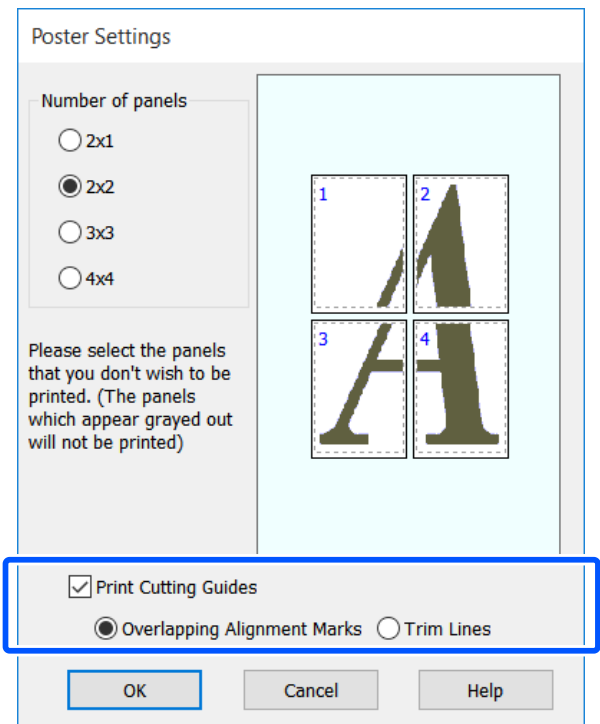 Poster Settings
Number of panels
2x1
2x2
3x3
4x4
1 2
3 4
Please select the panels
that you don't wish to be
printed. (The panels
which appear grayed out
will not be printed)
Print Cutting Guides
Overlapping Alignment Marks Trim Lines
OK Cancel Help